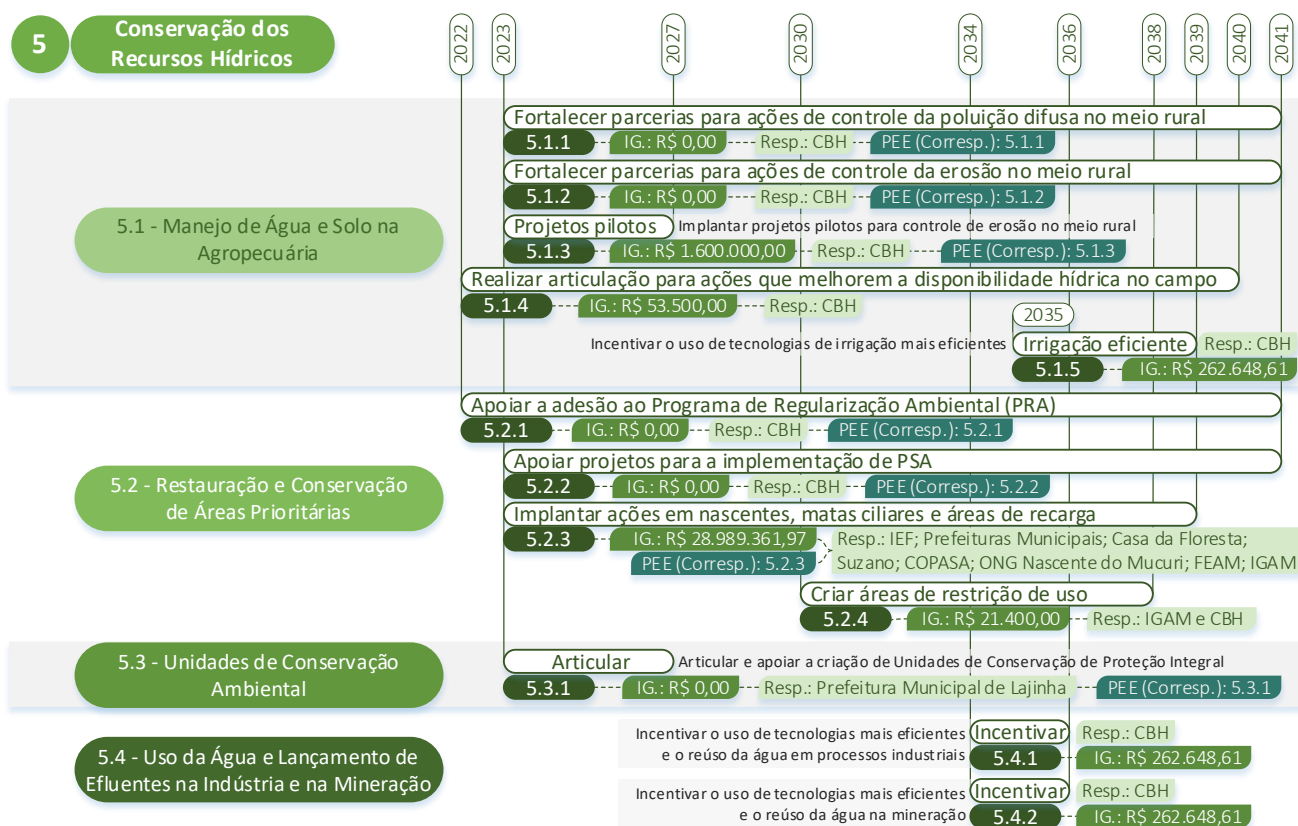 5
Conservação dos
Recursos Hídricos
2022
2023
2027
2030
2034
2036
2038
2039
2040
2041
5.1 - Manejo de Água e Solo na
Agropecuária
Fortalecer parcerias para ações de controle da poluição difusa no meio rural
5.1.1 IG.: R$ 0,00 Resp.: CBH PEE (Corresp.): 5.1.1
Fortalecer parcerias para ações de controle da erosão no meio rural
5.1.2 IG.: R$ 0,00 Resp.: CBH PEE (Corresp.): 5.1.2
Projetos pilotos Implantar projetos pilotos para controle de erosão no meio rural
5.1.3 IG.: R$ 1.600.000,00 Resp.: CBH PEE (Corresp.): 5.1.3
Realizar articulação para ações que melhorem a disponibilidade hídrica no campo
5.1.4 IG.: R$ 53.500,00 Resp.: CBH
2035
Incentivar o uso de tecnologias de irrigação mais eficientes Irrigação eficiente Resp.: CBH
5.1.5 IG.: R$ 262.648,61
5.2 - Restauração e Conservação
de Áreas Prioritárias
Apoiar a adesão ao Programa de Regularização Ambiental (PRA)
5.2.1 IG.: R$ 0,00 Resp.: CBH PEE (Corresp.): 5.2.1
Apoiar projetos para a implementação de PSA
5.2.2 IG.: R$ 0,00 Resp.: CBH PEE (Corresp.): 5.2.2
Implantar ações em nascentes, matas ciliares e áreas de recarga
5.2.3 IG.: R$ 28.989.361,97 Resp.: IEF; Prefeituras Municipais; Casa da Floresta;
PEE (Corresp.): 5.2.3 Suzano; COPASA; ONG Nascente do Mucuri; FEAM; IGAM
Criar áreas de restrição de uso
5.2.4 IG.: R$ 21.400,00 Resp.: IGAM e CBH
5.3 - Unidades de Conservação
Ambiental
Articular Articular e apoiar a criação de Unidades de Conservação de Proteção Integral
5.3.1 IG.: R$ 0,00 Resp.: Prefeitura Municipal de Lajinha PEE (Corresp.): 5.3.1
5.4 - Uso da Água e Lançamento de
Efluentes na Indústria e na Mineração
Incentivar o uso de tecnologias mais eficientes Incentivar Resp.: CBH
e o reúso da água em processos industriais 5.4.1 IG.: R$ 262.648,61
Incentivar o uso de tecnologias mais eficientes Incentivar Resp.: CBH
e o reúso da água na mineração 5.4.2 IG.: R$ 262.648,61